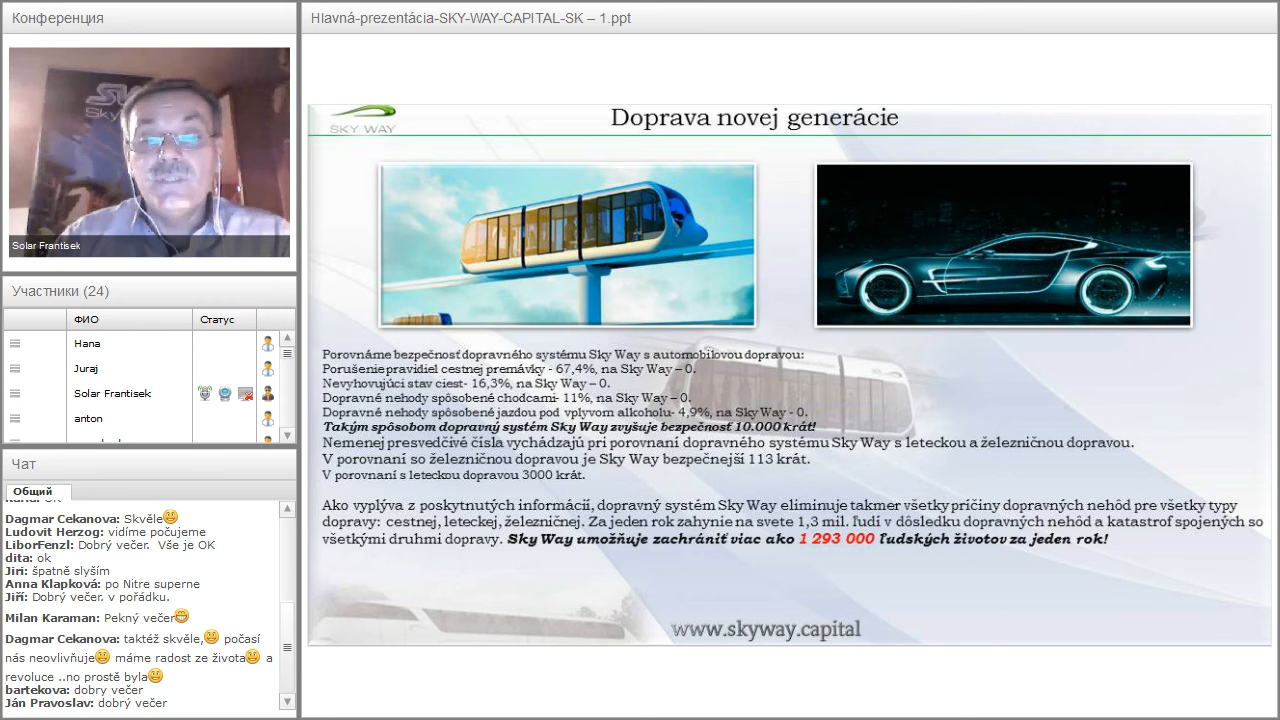 Конференция
Solar Frantisek
Участники (24)
ФИО
Статус
Hana
Juraj
Solar Frantisek
anton
Чат
Общий
Dagmar Cekanova: Skvěle
Ludovit Herzog: vidíme počujeme
LiborFenzl: Dobrý večer. Vše je OK
dita: ok
Jiri: špatně slyším
Anna Klapková: po Nitre superne
Jiří: Dobrý večer. v pořádku.
Milan Karaman: Pekný večer
Dagmar Cekanova: taktéž skvěle, počasí
nás neovlivňuje máme radost ze života a
revoluce ..no prostě byla
bartekova: dobry večer
Ján Pravoslav: dobrý večer
Hlavná-prezentácia-SKY-WAY-CAPITAL-SK – 1.ppt
SKY WAY
Doprava novej generácie
Porovnáme bezpečnosť dopravného systému Sky Way s automobilovou dopravou:
Porušenie pravidiel cestnej premávky - 67,4%, na Sky Way – 0.
Nevyhovujúci stav ciest- 16,3%, na Sky Way – 0.
Dopravné nehody spôsobené chodcami- 11%, na Sky Way – 0.
Dopravné nehody spôsobené jazdou pod vplyvom alkoholu- 4,9%, na Sky Way - 0.
Takým spôsobom dopravný systém Sky Way zvyšuje bezpečnosť 10.000 krát!
Nemenej presvedčivé čísla vychádzajú pri porovnaní dopravného systému Sky Way s leteckou a železničnou dopravou.
V porovnaní so železničnou dopravou je Sky Way bezpečnejší 113 krát.
V porovnaní s leteckou dopravou 3000 krát.
Ako vyplýva z poskytnutých informácií, dopravný systém Sky Way eliminuje takmer všetky príčiny dopravných nehôd pre všetky typy
dopravy: cestnej, leteckej, železničnej. Za jeden rok zahynie na svete 1,3 mil. ľudí v dôsledku dopravných nehôd a katastrof spojených so
všetkými druhmi dopravy. Sky Way umožňuje zachrániť viac ako 1 293 000 ľudských životov za jeden rok!
www.skyway.capital